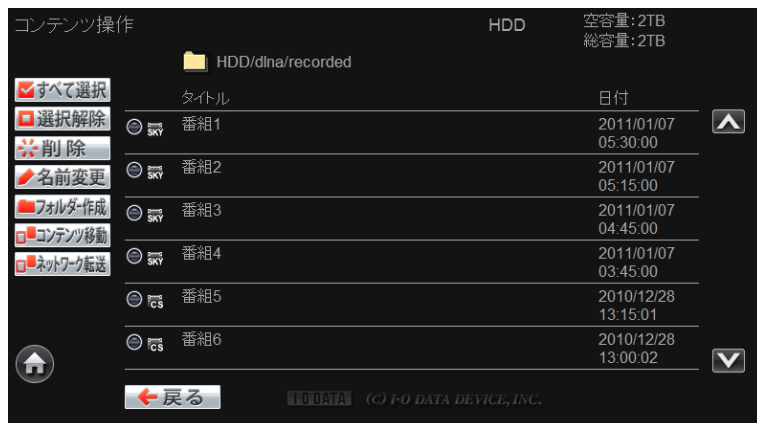 コンテンツ操作
HDD
空容量:2TB
総容量:2TB
HDD/dlna/recorded
すべて選択
選択解除
削除
名前変更
フォルダー作成
コンテンツ移動
ネットワーク転送
タイトル
日付
SKY 番組1 2011/01/07
05:30:00
SKY 番組2 2011/01/07
05:15:00
SKY 番組3 2011/01/07
04:45:00
SKY 番組4 2011/01/07
03:45:00
CS 番組5 2010/12/28
13:15:01
CS 番組6 2010/12/28
13:00:02
戻る
I-O DATA (C) I-O DATA DEVICE, INC.